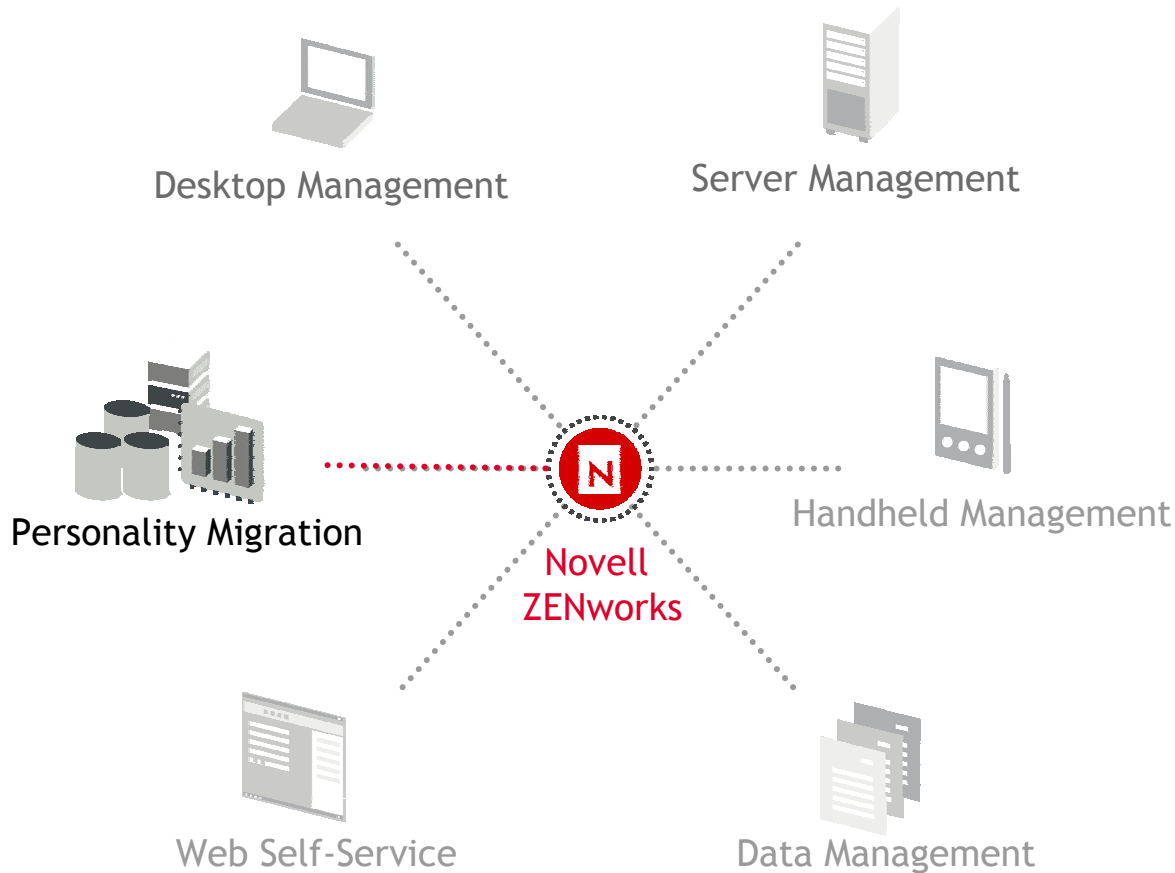 Desktop Management
Server Management
Personality Migration
N
Handheld Management
Novell
ZENworks
Web Self-Service
Data Management